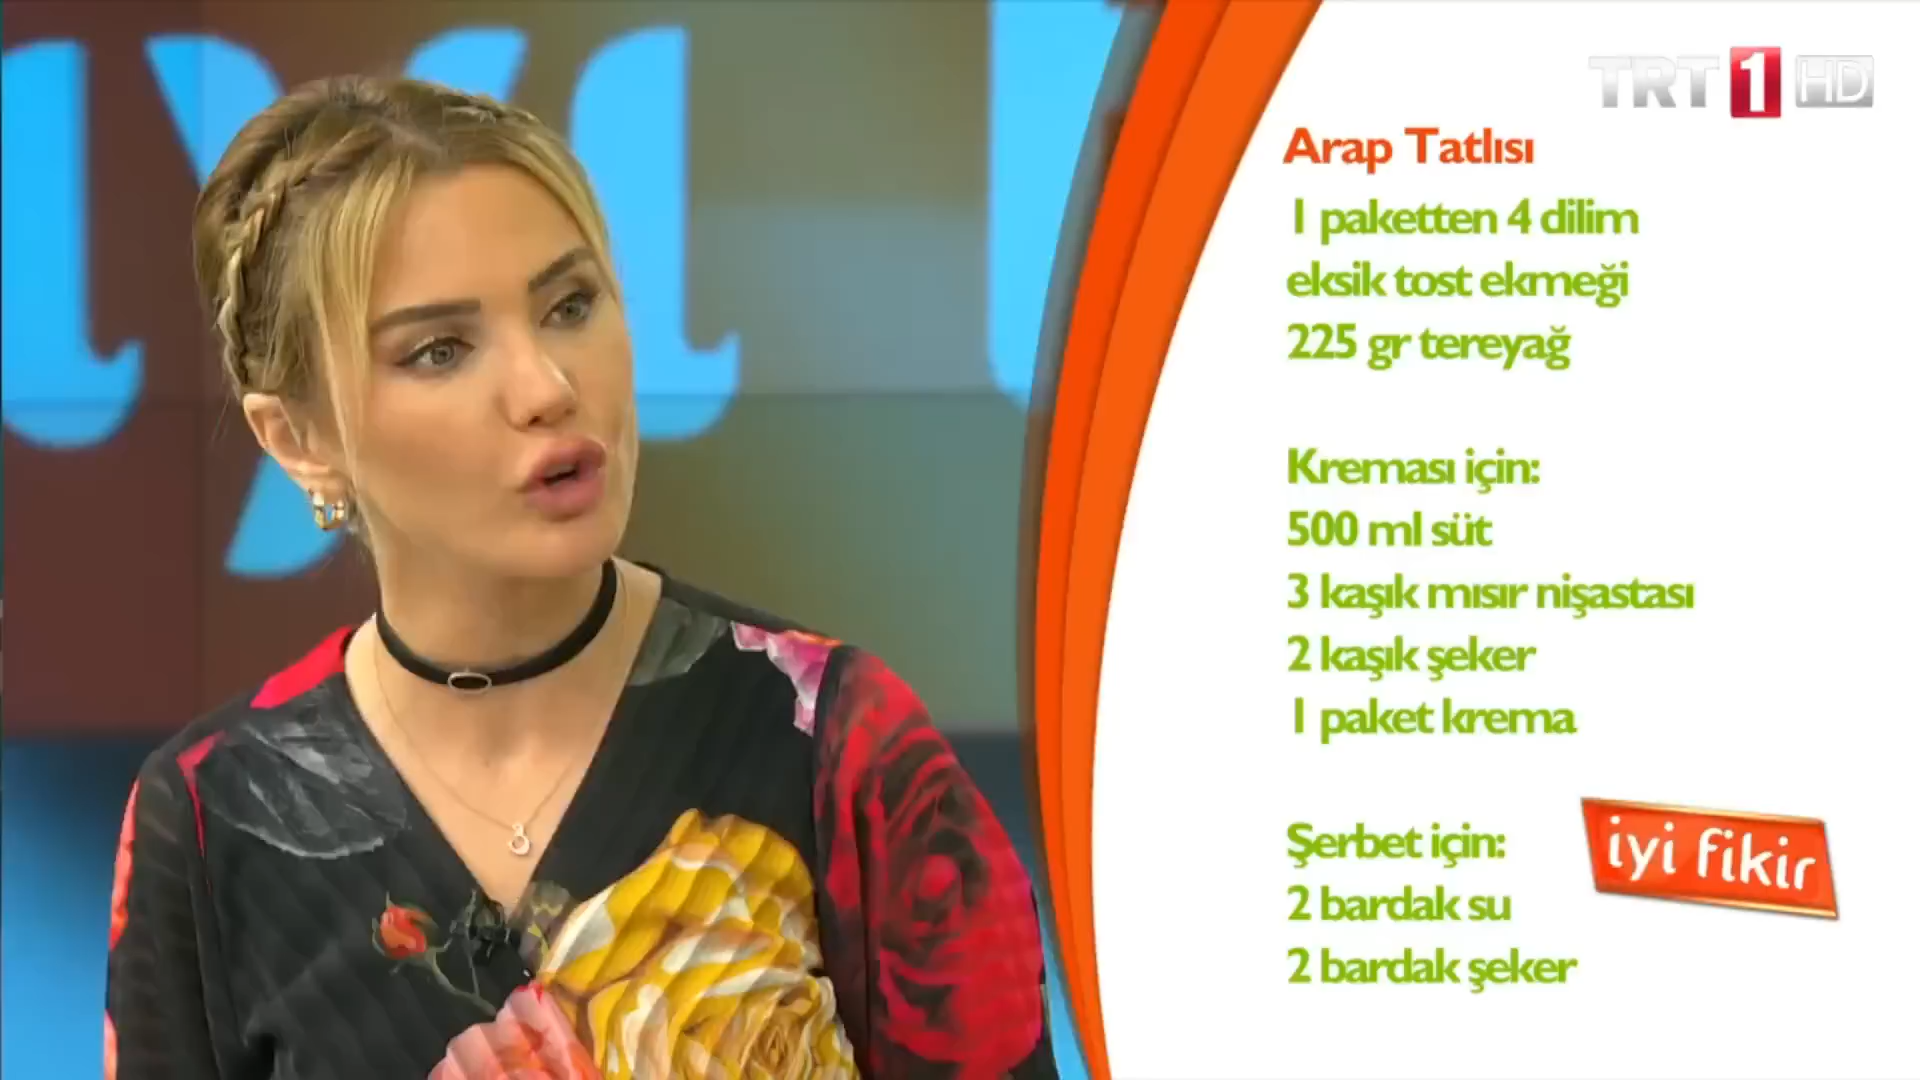 TRT 1 HD
Arap Tatlısı
1 paketten 4 dilim
eksik tost ekmeği
225 gr tereyağ
Kreması için:
500 ml süt
3 kaşık mısır nişastası
2 kaşık şeker
1 paket krema
Şerbet için:
2 bardak su
2 bardak şeker
iyi fikir